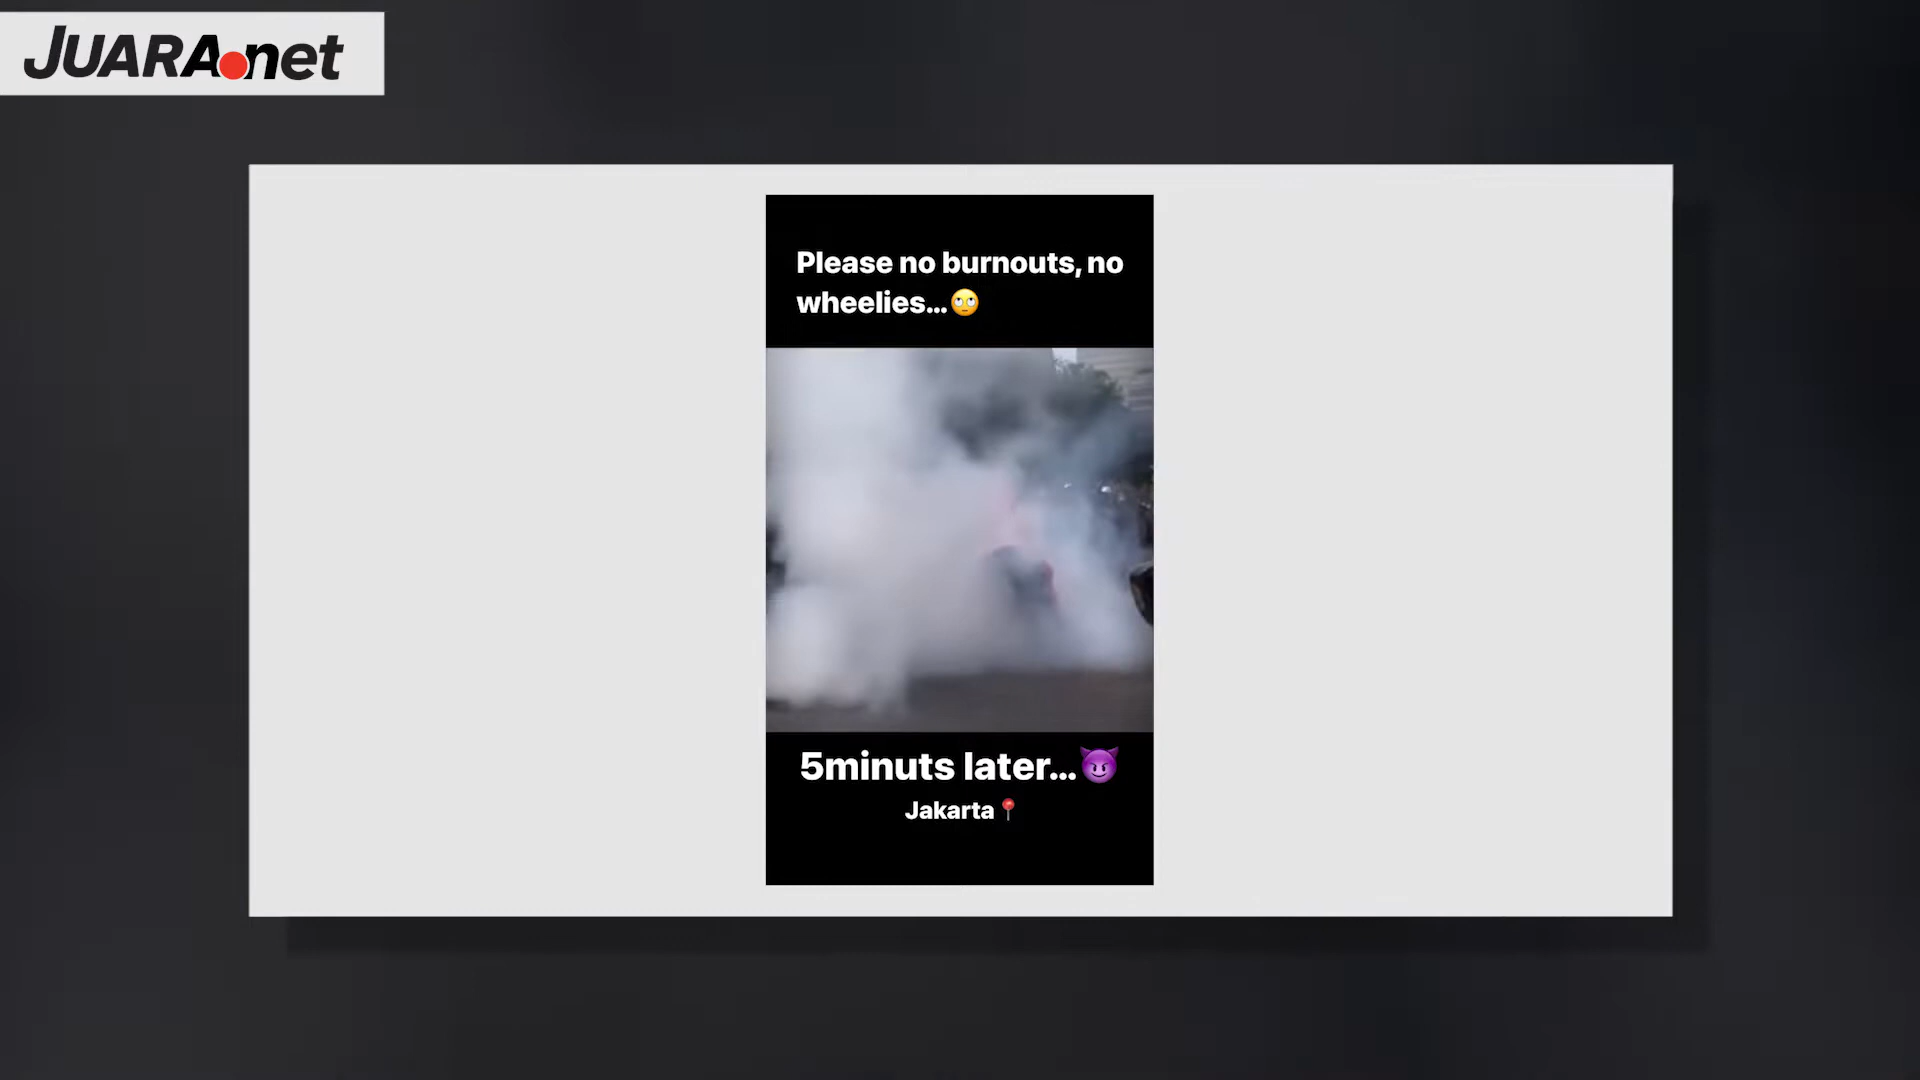 JUARA.net
Please no burnouts, no
wheelies...🙄
5minuts later...😈
Jakarta📍